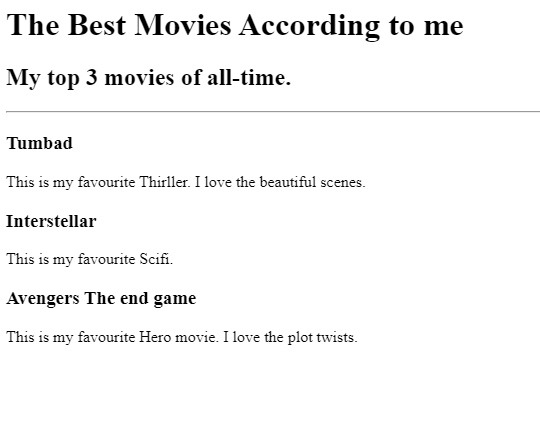 The Best Movies According to me
My top 3 movies of all-time.
Tumbad
This is my favourite Thirller. I love the beautiful scenes.
Interstellar
This is my favourite Scifi.
Avengers The end game
This is my favourite Hero movie. I love the plot twists.